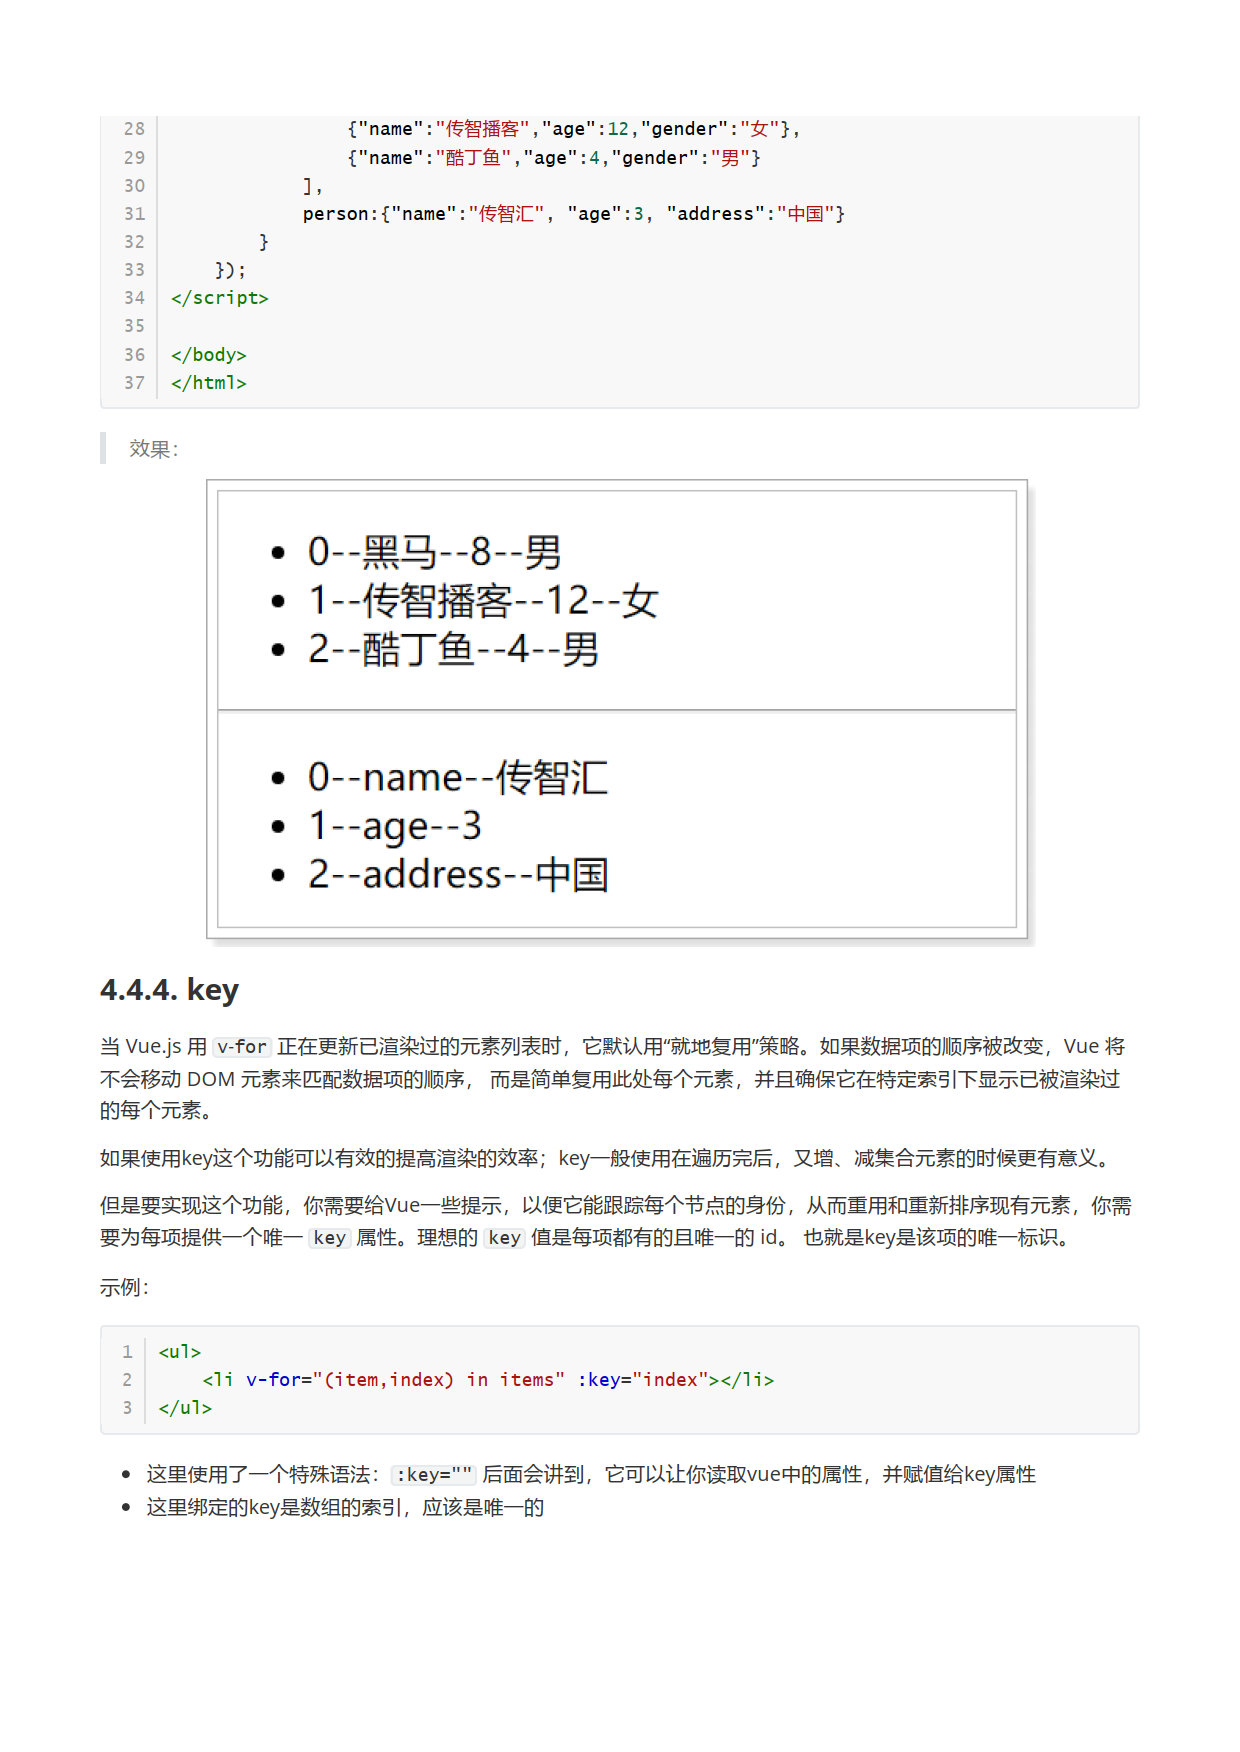 28 {"name":"传智播客","age":12,"gender":"女"},
29 {"name":"酷丁鱼","age":4,"gender":"男"}
30 ],
31 person:{"name":"传智汇", "age":3, "address":"中国"}
32 }
33 });
34 </script>
35
36 </body>
37 </html>
效果：
• 0--黑马--8--男
• 1--传智播客--12--女
• 2--酷丁鱼--4--男
• 0--name--传智汇
• 1--age--3
• 2--address--中国
4.4.4. key
当 Vue.js 用 v-for 正在更新已渲染过的元素列表时，它默认用“就地复用”策略。如果数据项的顺序被改变，Vue 将
不会移动 DOM 元素来匹配数据项的顺序， 而是简单复用此处每个元素，并且确保它在特定索引下显示已被渲染过
的每个元素。
如果使用key这个功能可以有效的提高渲染的效率；key一般使用在遍历完后，又增、减集合元素的时候更有意义。
但是要实现这个功能，你需要给Vue一些提示，以便它能跟踪每个节点的身份，从而重用和重新排序现有元素，你需
要为每项提供一个唯一 key 属性。理想的 key 值是每项都有的且唯一的 id。 也就是key是该项的唯一标识。
示例：
1 <ul>
2 <li v-for="(item,index) in items" :key="index"></li>
3 </ul>
• 这里使用了一个特殊语法：:key="" 后面会讲到，它可以让你读取vue中的属性，并赋值给key属性
• 这里绑定的key是数组的索引，应该是唯一的